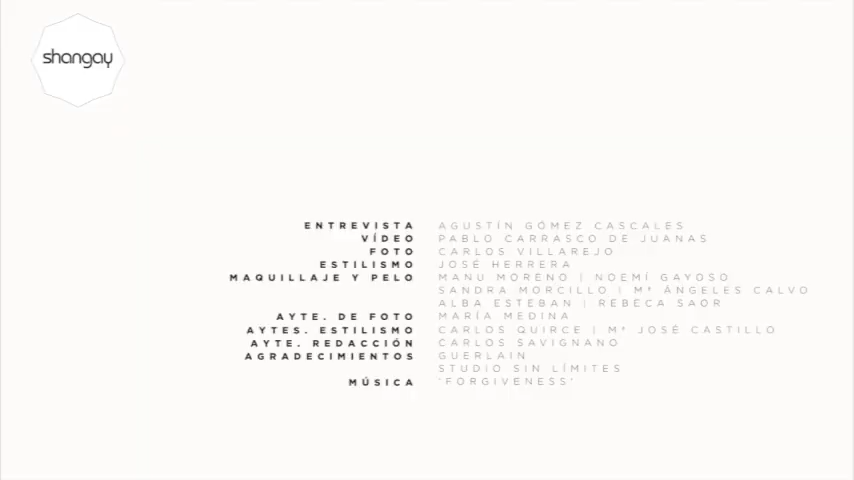 shangay
ENTREVISTA AGUSTÍN GÓMEZ CASCALES
VÍDEO PABLO CARRASCO DE JUANAS
FOTO CARLOS VILLAREJO
ESTILISMO JOSÉ HERRERA
MAQUILLAJE Y PELO MANU MORENO | NOEMÍ GAYOSO
SANDRA MORCILLO | Mª ÁNGELES CALVO
ALBA ESTEBAN | REBECA SAOR
AYTE. DE FOTO MARÍA MEDINA
AYTES. ESTILISMO CARLOS QUIRCE | Mª JOSÉ CASTILLO
AYTE. REDACCIÓN CARLOS SAVIGNANO
AGRADECIMIENTOS GUERLAIN
STUDIO SIN LÍMITES
MÚSICA 'FORGIVENESS'